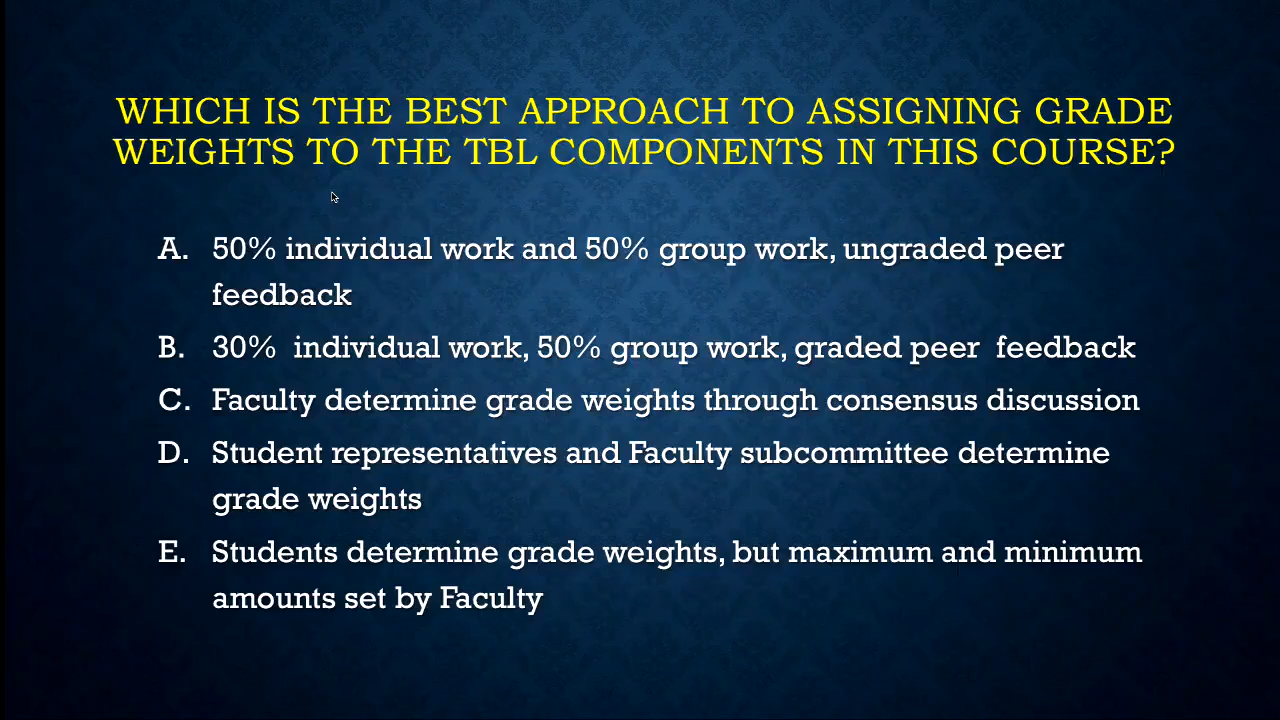 WHICH IS THE BEST APPROACH TO ASSIGNING GRADE
WEIGHTS TO THE TBL COMPONENTS IN THIS COURSE?
A. 50% individual work and 50% group work, ungraded peer
feedback
B. 30%  individual work, 50% group work, graded peer  feedback
C. Faculty determine grade weights through consensus discussion
D. Student representatives and Faculty subcommittee determine
grade weights
E. Students determine grade weights, but maximum and minimum
amounts set by Faculty